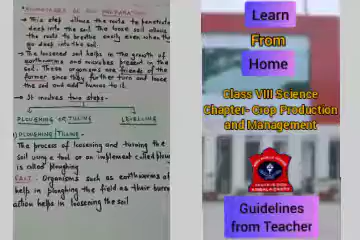 This step allows the roots to penetrate
deep into the soil. The loose soil allows
the roots to breathe easily even when they
go deep into the soil.
The loosened soil helps in the growth of
earthworms and microbes present in the
soil. These organisms are friends of the
farmer since they further turn and loose
the soil and add humus to it.
It involves two steps-
PLOUGHING OR TILLING
LEVELLING
PLOUGHING/TILLING-
The process of loosening and turning the
soil using a tool or an implement called plough
is called ploughing
FACT- Organisms such as earthworms al
helps in ploughing the field as their burro
action helps in loosening the soil
Learn
From
Home
Class VIII Science
Chapter- Crop Production
and Management
Guidelines
from Teacher